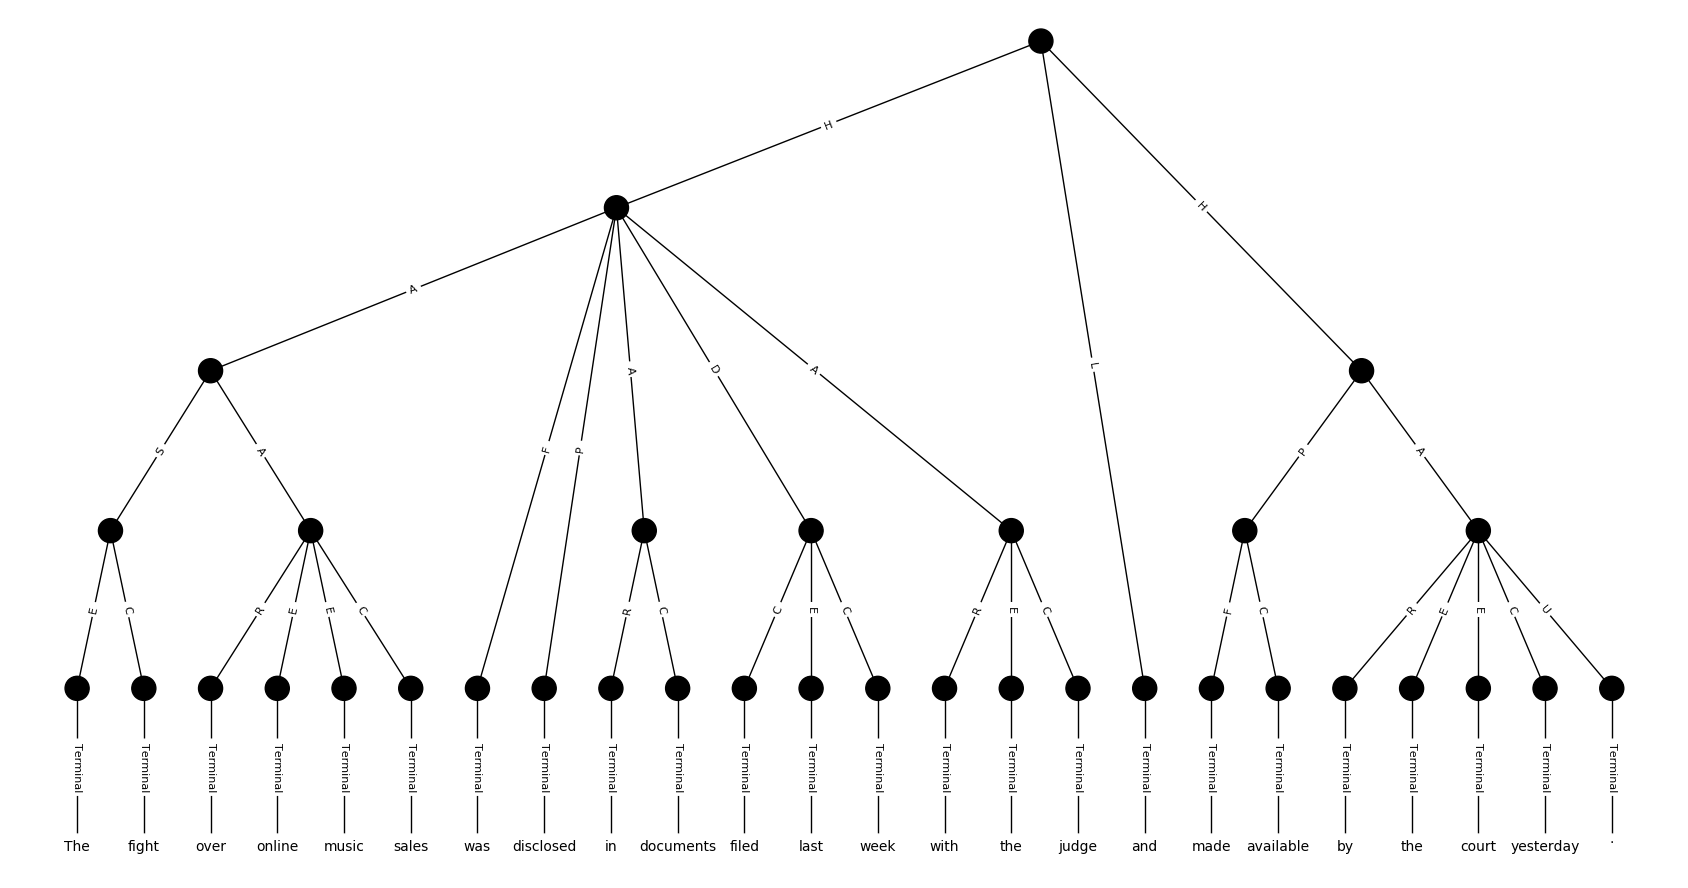 H
H
A
A
L
D
A
F
P
S
A
P
A
E
C
R
E
E
C
R
C
C
E
C
R
E
C
F
C
R
E
E
C
U
Terminal Terminal Terminal Terminal Terminal Terminal Terminal Terminal Terminal Terminal Terminal Terminal Terminal Terminal Terminal Terminal Terminal Terminal Terminal Terminal Terminal Terminal Terminal Terminal
The fight over online music sales was disclosed in documents filed last week with the judge and made available by the court yesterday .